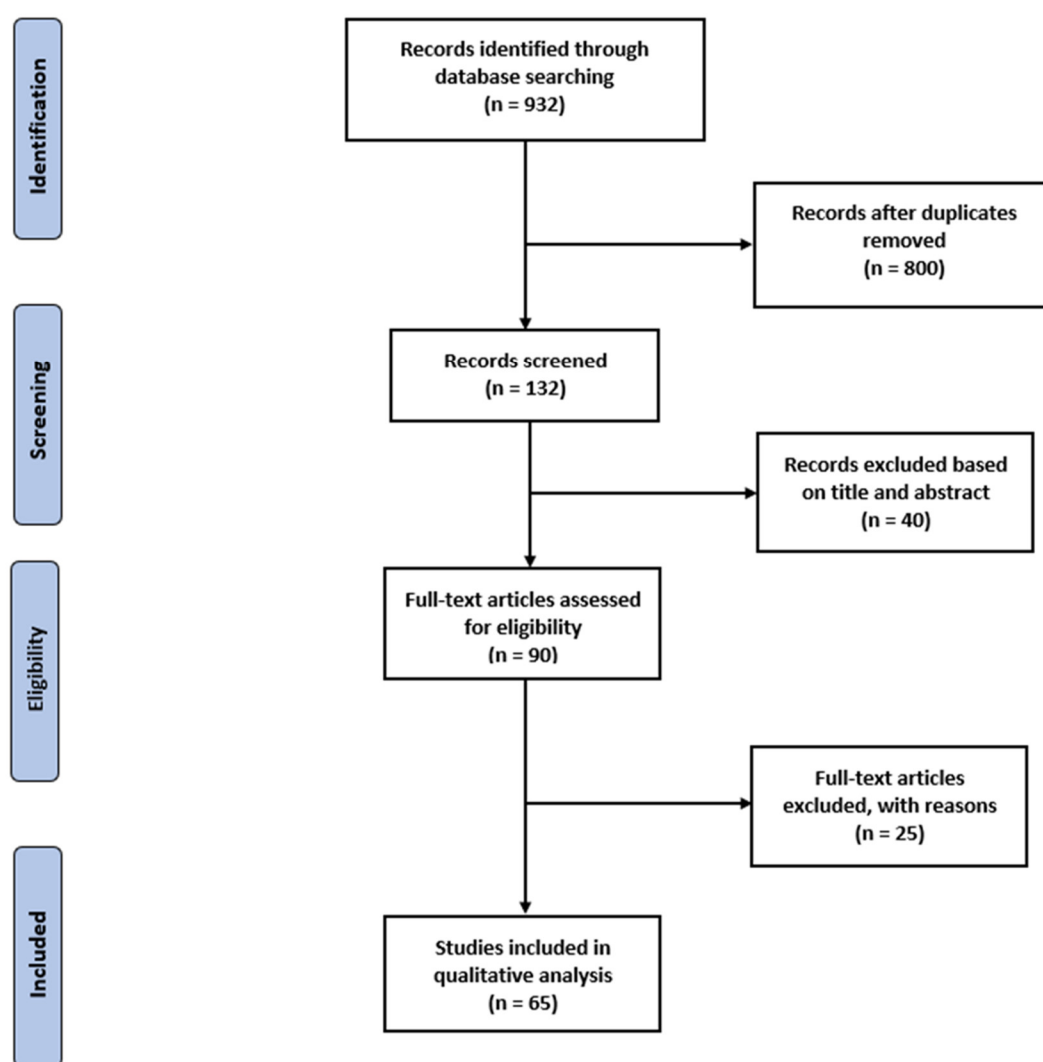 Identification
Records identified through
database searching
(n = 932)
Records after duplicates
removed
(n = 800)
Screening
Records screened
(n = 132)
Records excluded based
on title and abstract
(n = 40)
Eligibility
Full-text articles assessed
for eligibility
(n = 90)
Full-text articles
excluded, with reasons
(n = 25)
Included
Studies included in
qualitative analysis
(n = 65)